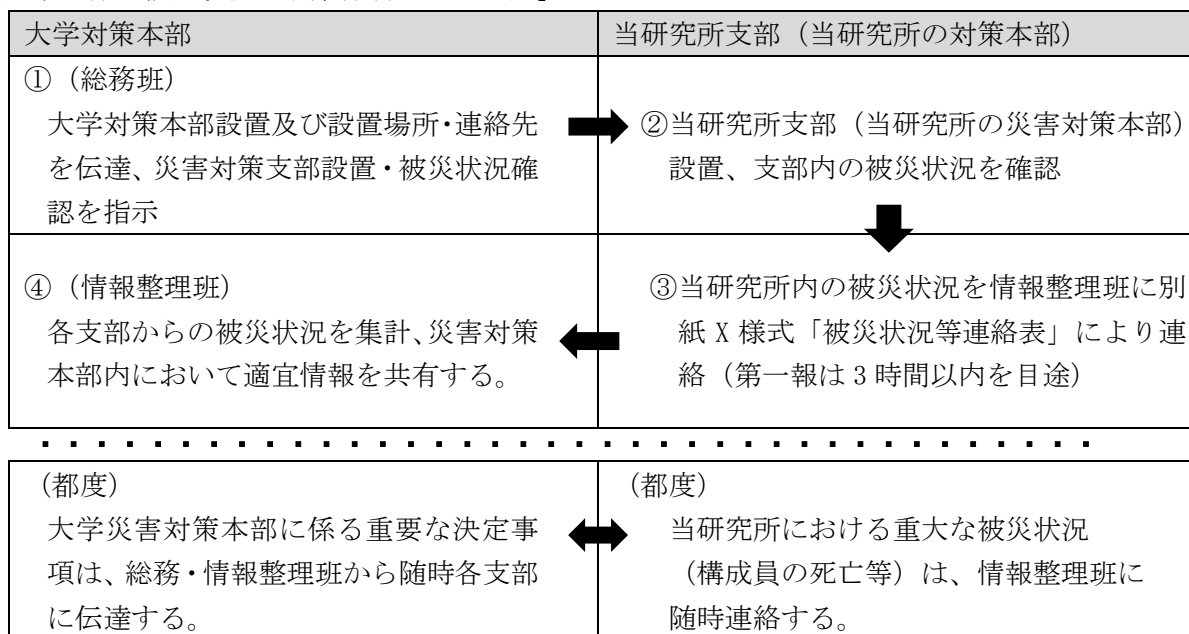 大学対策本部
当研究所支部（当研究所の対策本部）
①（総務班）
大学対策本部設置及び設置場所・連絡先
を伝達、災害対策支部設置・被災状況確
認を指示
②当研究所支部（当研究所の災害対策本部）
設置、支部内の被災状況を確認
③当研究所内の被災状況を情報整理班に別
紙 X 様式「被災状況等連絡表」により連
絡（第一報は 3 時間以内を目途）
④（情報整理班）
各支部からの被災状況を集計、災害対策
本部内において適宜情報を共有する。
（都度）
大学災害対策本部に係る重要な決定事
項は、総務・情報整理班から随時各支部
に伝達する。
（都度）
当研究所における重大な被災状況
（構成員の死亡等）は、情報整理班に
随時連絡する。